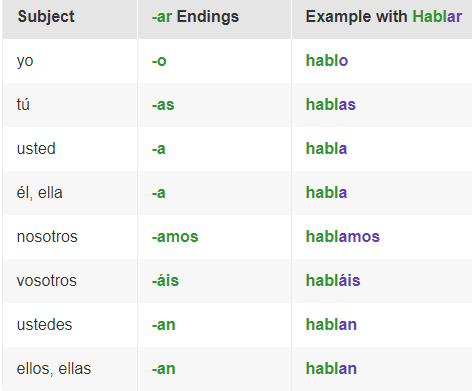 Subject -ar Endings Example with Hablar
yo -o hablo
tú -as hablas
usted -a habla
él, ella -a habla
nosotros -amos hablamos
vosotros -áis habláis
ustedes -an hablan
ellos, ellas -an hablan